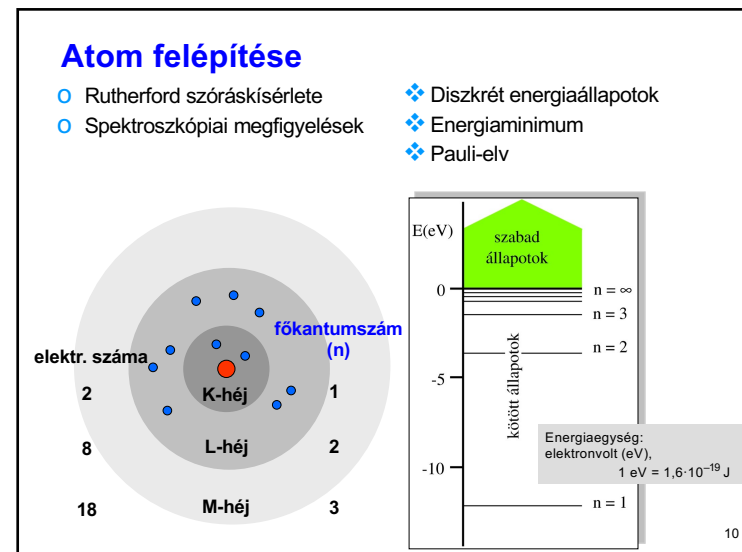 Atom felépítése
o Rutherford szóráskísérlete
o Spektroszkópiai megfigyelések
❖ Diszkrét energiaállapotok
❖ Energiaminimum
❖ Pauli-elv
elektr. száma
főkantumszám
(n)
2 K-héj 1
8 L-héj 2
18 M-héj 3
E(eV)
szabad
állapotok
0
n = ∞
n = 3
n = 2
-5
kötött állapotok
-10
n = 1
Energiaegység:
elektronvolt (eV),
1 eV = 1,6·10⁻¹⁹ J
10